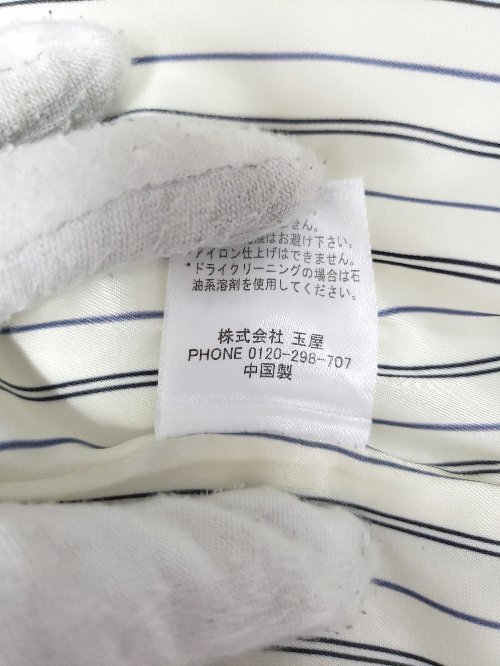 せん。
はお避け下さい。
*アイロン仕上げはできません。
*ドライクリーニングの場合は石
油系溶剤を使用してください。
株式会社 玉屋
PHONE 0120-298-707
中国製